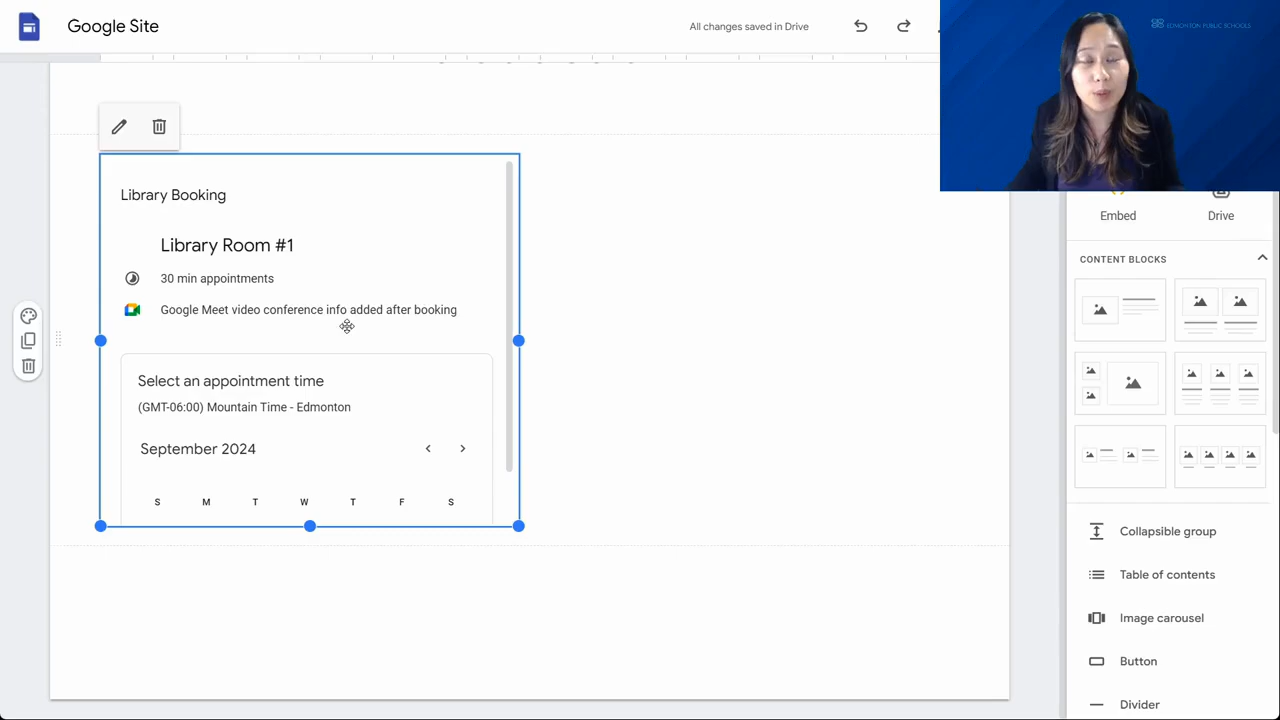 Google Site
All changes saved in Drive
EDMONTON PUBLIC SCHOOLS
Embed
Drive
Library Booking
Library Room #1
30 min appointments
Google Meet video conference info added after booking
Select an appointment time
(GMT-06:00) Mountain Time - Edmonton
September 2024
S M T W T F S
CONTENT BLOCKS
Collapsible group
Table of contents
Image carousel
Button
Divider